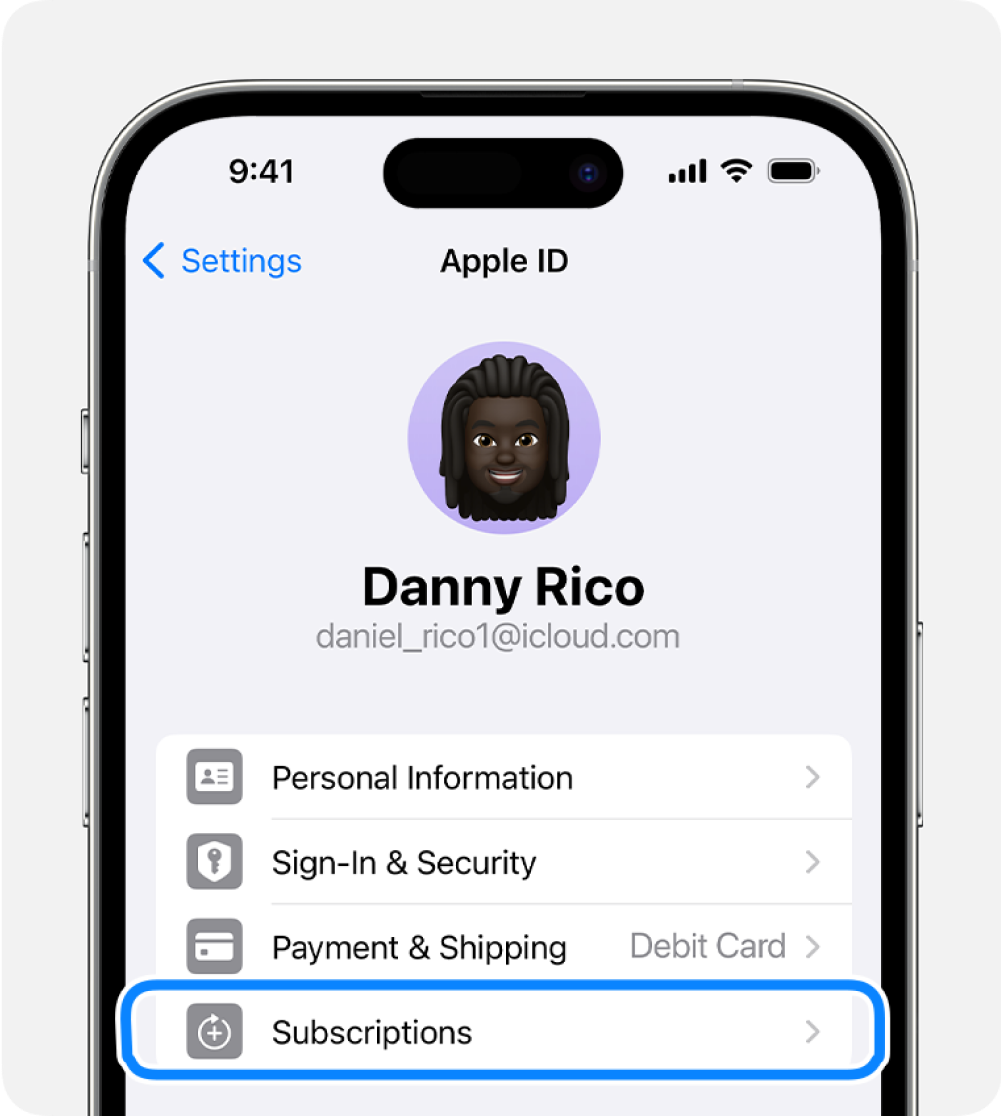 9:41
Settings
Apple ID
Danny Rico
daniel_rico1@icloud.com
Personal Information
Sign-In & Security
Payment & Shipping Debit Card
Subscriptions